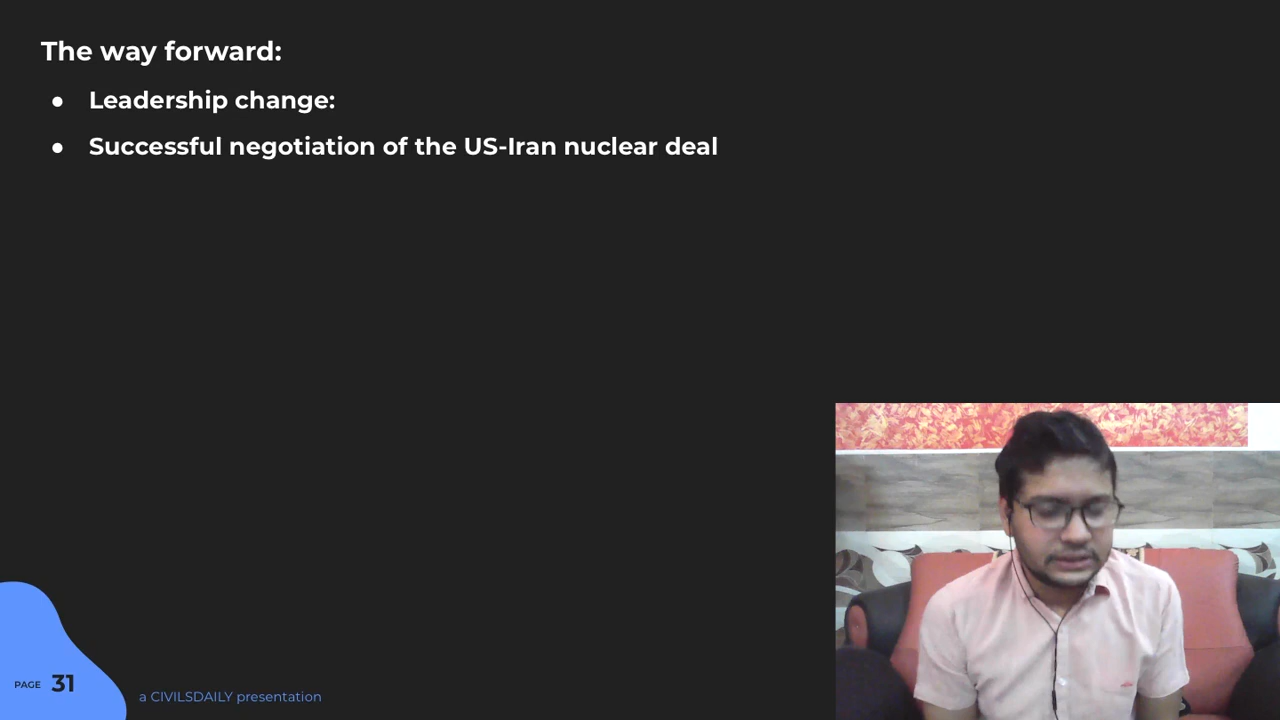 The way forward:
● Leadership change:
● Successful negotiation of the US-Iran nuclear deal
PAGE 31
a CIVILSDAILY presentation